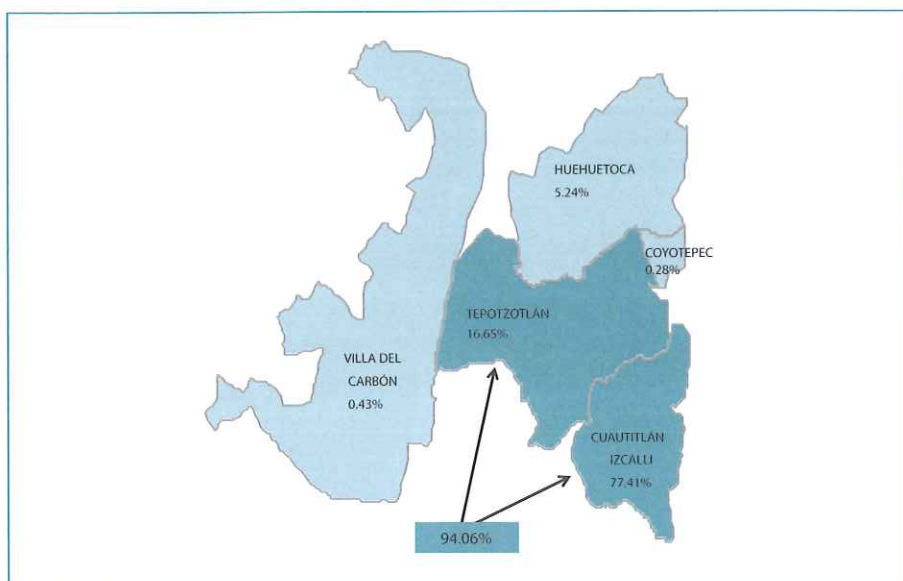 HUEHUETOCA
5.24%
COYOTEPEC
0.28%
TEPOTZOTLÁN
16.65%
VILLA DEL
CARBÓN
0.43%
CUAUTITLÁN
IZCALLI
77.41%
94.06%